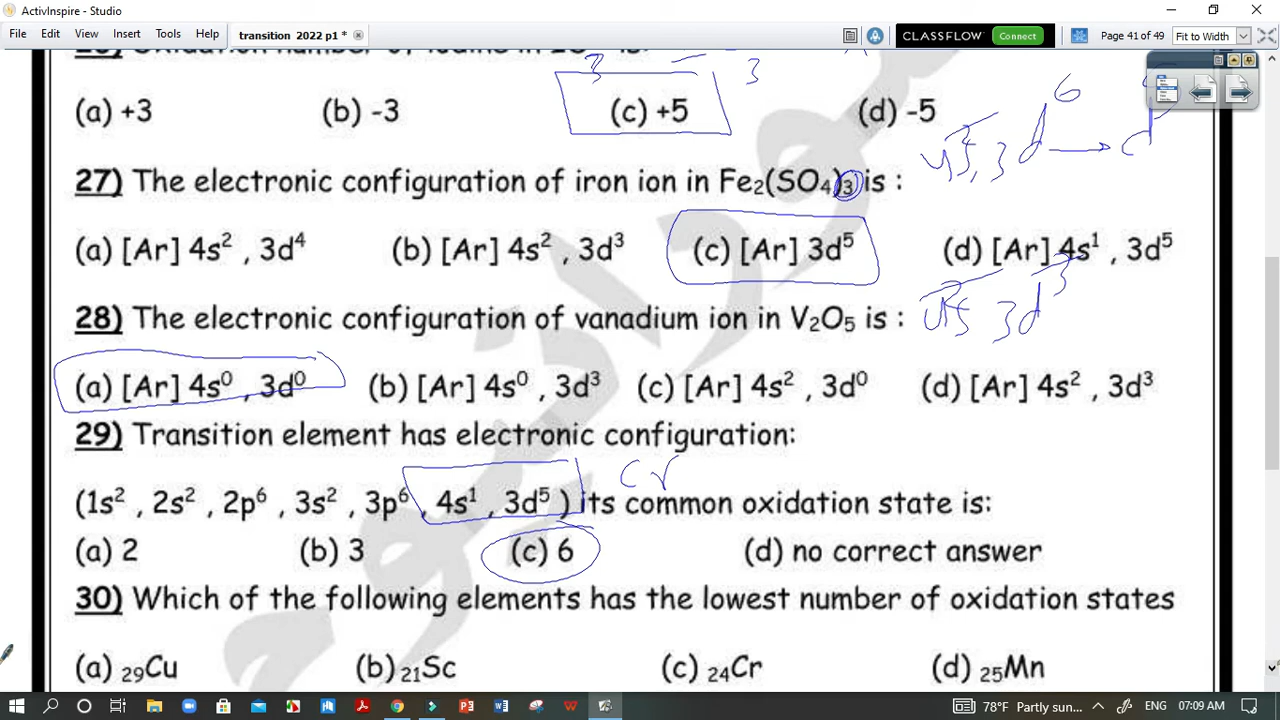 ActivInspire - Studio
File Edit View Insert Tools Help transition 2022 p1 * CLASSFLOW Connect Page 41 of 49 Fit to Width
(a) +3 (b) -3 (c) +5 (d) -5
3 3
6
3d → d
27) The electronic configuration of iron ion in Fe₂(SO₄)₃ is :
(a) [Ar] 4s² , 3d⁴ (b) [Ar] 4s² , 3d³ (c) [Ar] 3d⁵ (d) [Ar] 4s¹ , 3d⁵
28) The electronic configuration of vanadium ion in V₂O₅ is :
3d³
(a) [Ar] 4s⁰ , 3d⁰ (b) [Ar] 4s⁰ , 3d³ (c) [Ar] 4s² , 3d⁰ (d) [Ar] 4s² , 3d³
29) Transition element has electronic configuration:
Cr
(1s² , 2s² , 2p⁶ , 3s² , 3p⁶ , 4s¹ , 3d⁵ ) its common oxidation state is:
(a) 2 (b) 3 (c) 6 (d) no correct answer
30) Which of the following elements has the lowest number of oxidation states
(a) ₂₉Cu (b) ₂₁Sc (c) ₂₄Cr (d) ₂₅Mn
78°F Partly sunny 07:09 AM